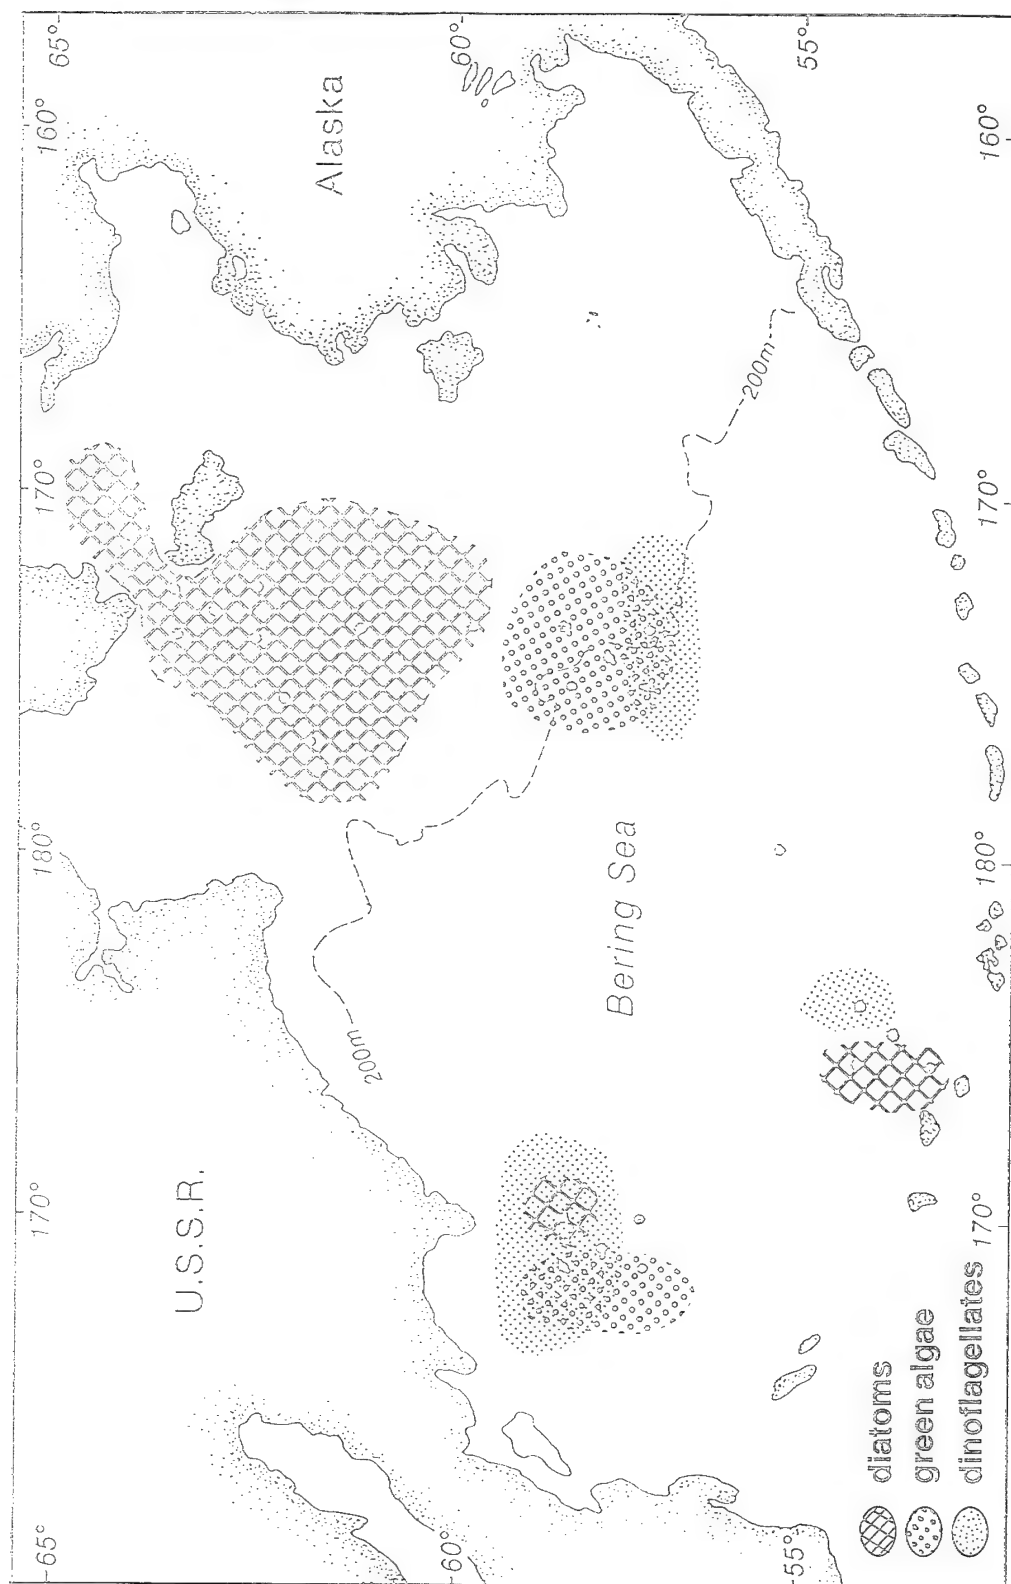 65°
60°
55°
160°
Alaska
160°
170°
200m
170°
180°
Bering Sea
180°
200m
170°
U.S.S.R.
170°
65°
60°
55°
diatoms
green algae
dinoflagellates